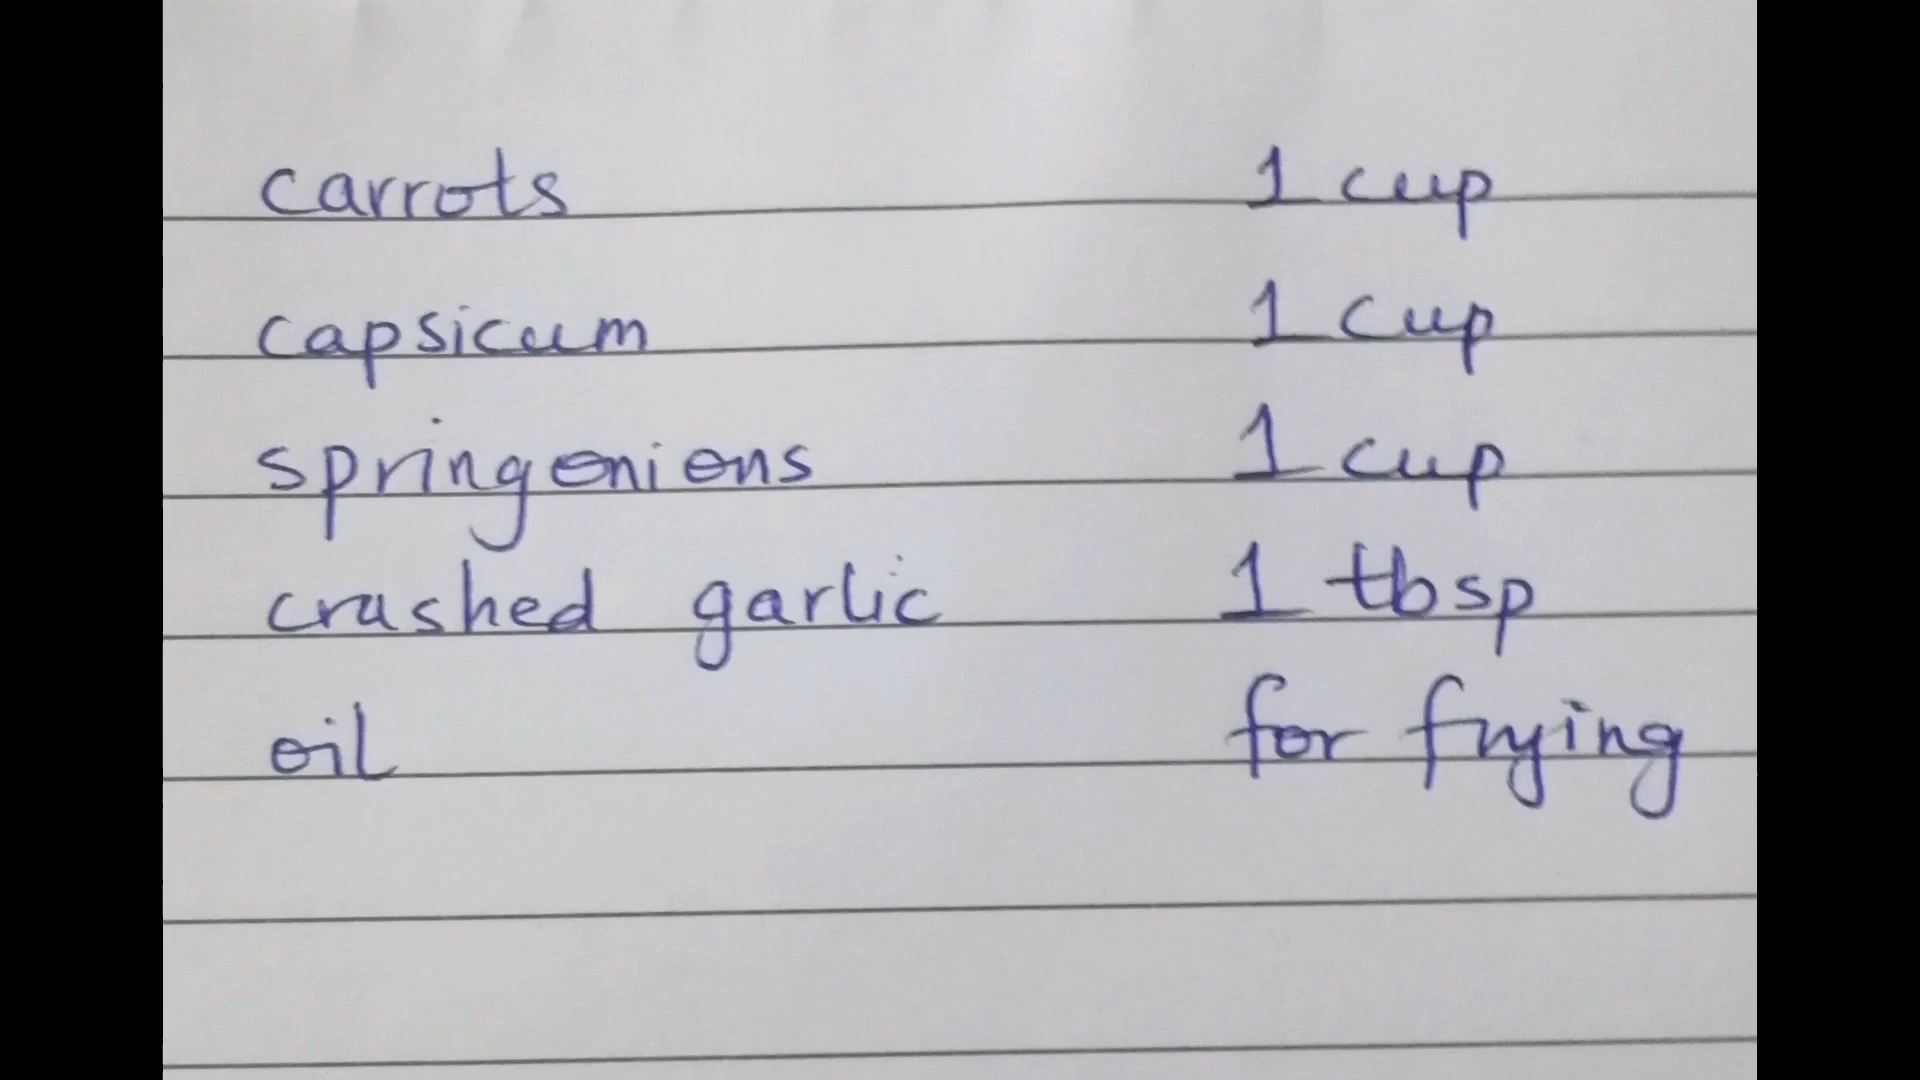 carrots 1 cup
capsicum 1 cup
springonions 1 cup
crushed garlic 1 tbsp
oil for frying